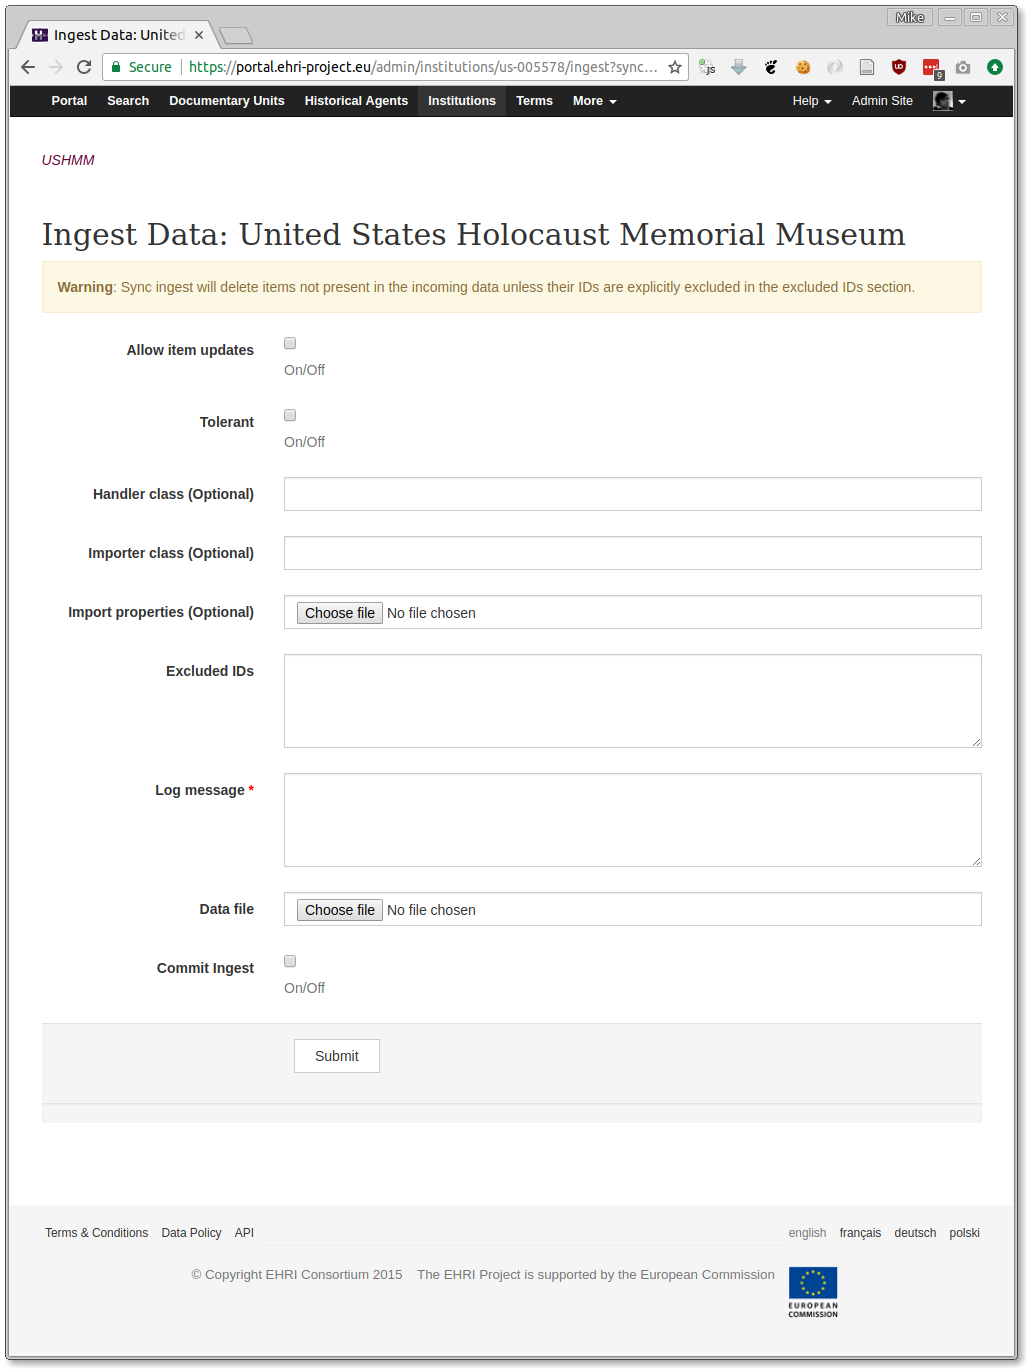 Mike
Ingest Data: United
Secure https://portal.ehri-project.eu/admin/institutions/us-005578/ingest?sync...
JS
UD
9
Portal Search Documentary Units Historical Agents Institutions Terms More Help Admin Site
USHMM
Ingest Data: United States Holocaust Memorial Museum
Warning: Sync ingest will delete items not present in the incoming data unless their IDs are explicitly excluded in the excluded IDs section.
Allow item updates
On/Off
Tolerant
On/Off
Handler class (Optional)
Importer class (Optional)
Import properties (Optional) Choose file No file chosen
Excluded IDs
Log message *
Data file Choose file No file chosen
Commit Ingest
On/Off
Submit
Terms & Conditions Data Policy API english français deutsch polski
© Copyright EHRI Consortium 2015 The EHRI Project is supported by the European Commission
EUROPEAN
COMMISSION